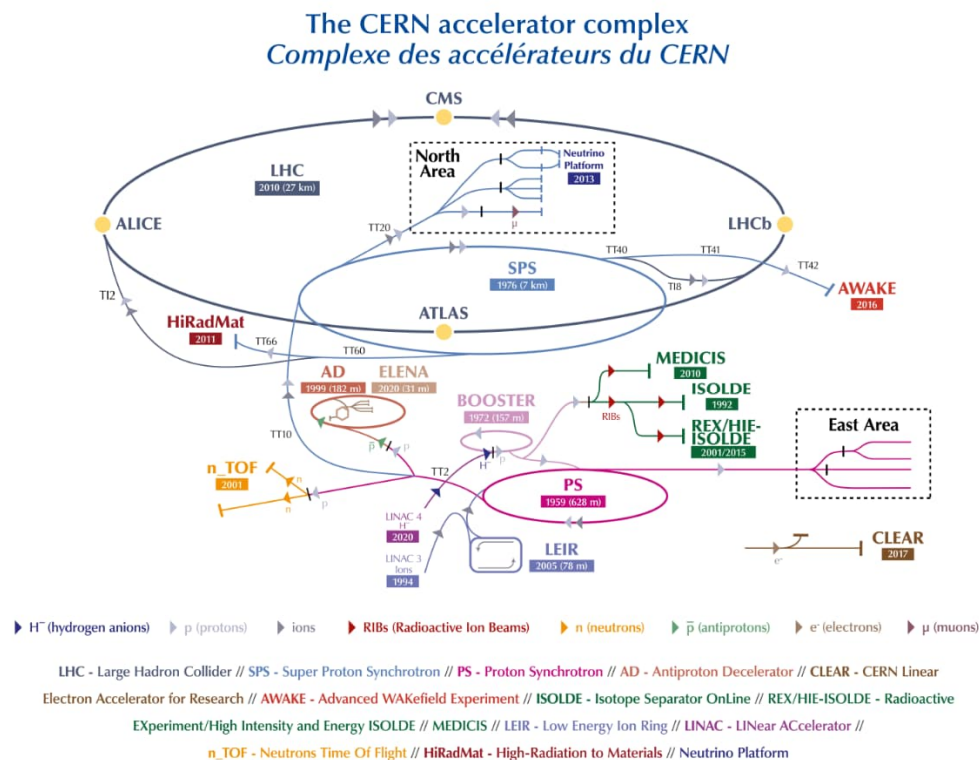 The CERN accelerator complex
Complexe des accélérateurs du CERN
CMS
North
Area
Neutrino
Platform
2013
LHC
2010 (27 km)
μ
ALICE
LHCb
TT20
TT40
TT41
TT42
SPS
1976 (7 km)
TI8
TI2
AWAKE
2016
ATLAS
HiRadMat
2011
TT66
TT60
AD
1999 (182 m)
ELENA
2020 (31 m)
MEDICIS
2010
ISOLDE
1992
BOOSTER
1972 (157 m)
RIBs
REX/HIE-
ISOLDE
2001/2015
East Area
TT10
p̅
p
H⁻
p
TT2
n_TOF
2001
n
n
p
PS
1959 (628 m)
LINAC 4
H⁻
2020
LINAC 3
Ions
1994
LEIR
2005 (78 m)
CLEAR
2017
e⁻
H⁻ (hydrogen anions)
p (protons)
ions
RIBs (Radioactive Ion Beams)
n (neutrons)
p̅ (antiprotons)
e⁻ (electrons)
μ (muons)
LHC - Large Hadron Collider // SPS - Super Proton Synchrotron // PS - Proton Synchrotron // AD - Antiproton Decelerator // CLEAR - CERN Linear
Electron Accelerator for Research // AWAKE - Advanced WAKefield Experiment // ISOLDE - Isotope Separator OnLine // REX/HIE-ISOLDE - Radioactive
EXperiment/High Intensity and Energy ISOLDE // MEDICIS // LEIR - Low Energy Ion Ring // LINAC - LINear ACcelerator //
n_TOF - Neutrons Time Of Flight // HiRadMat - High-Radiation to Materials // Neutrino Platform